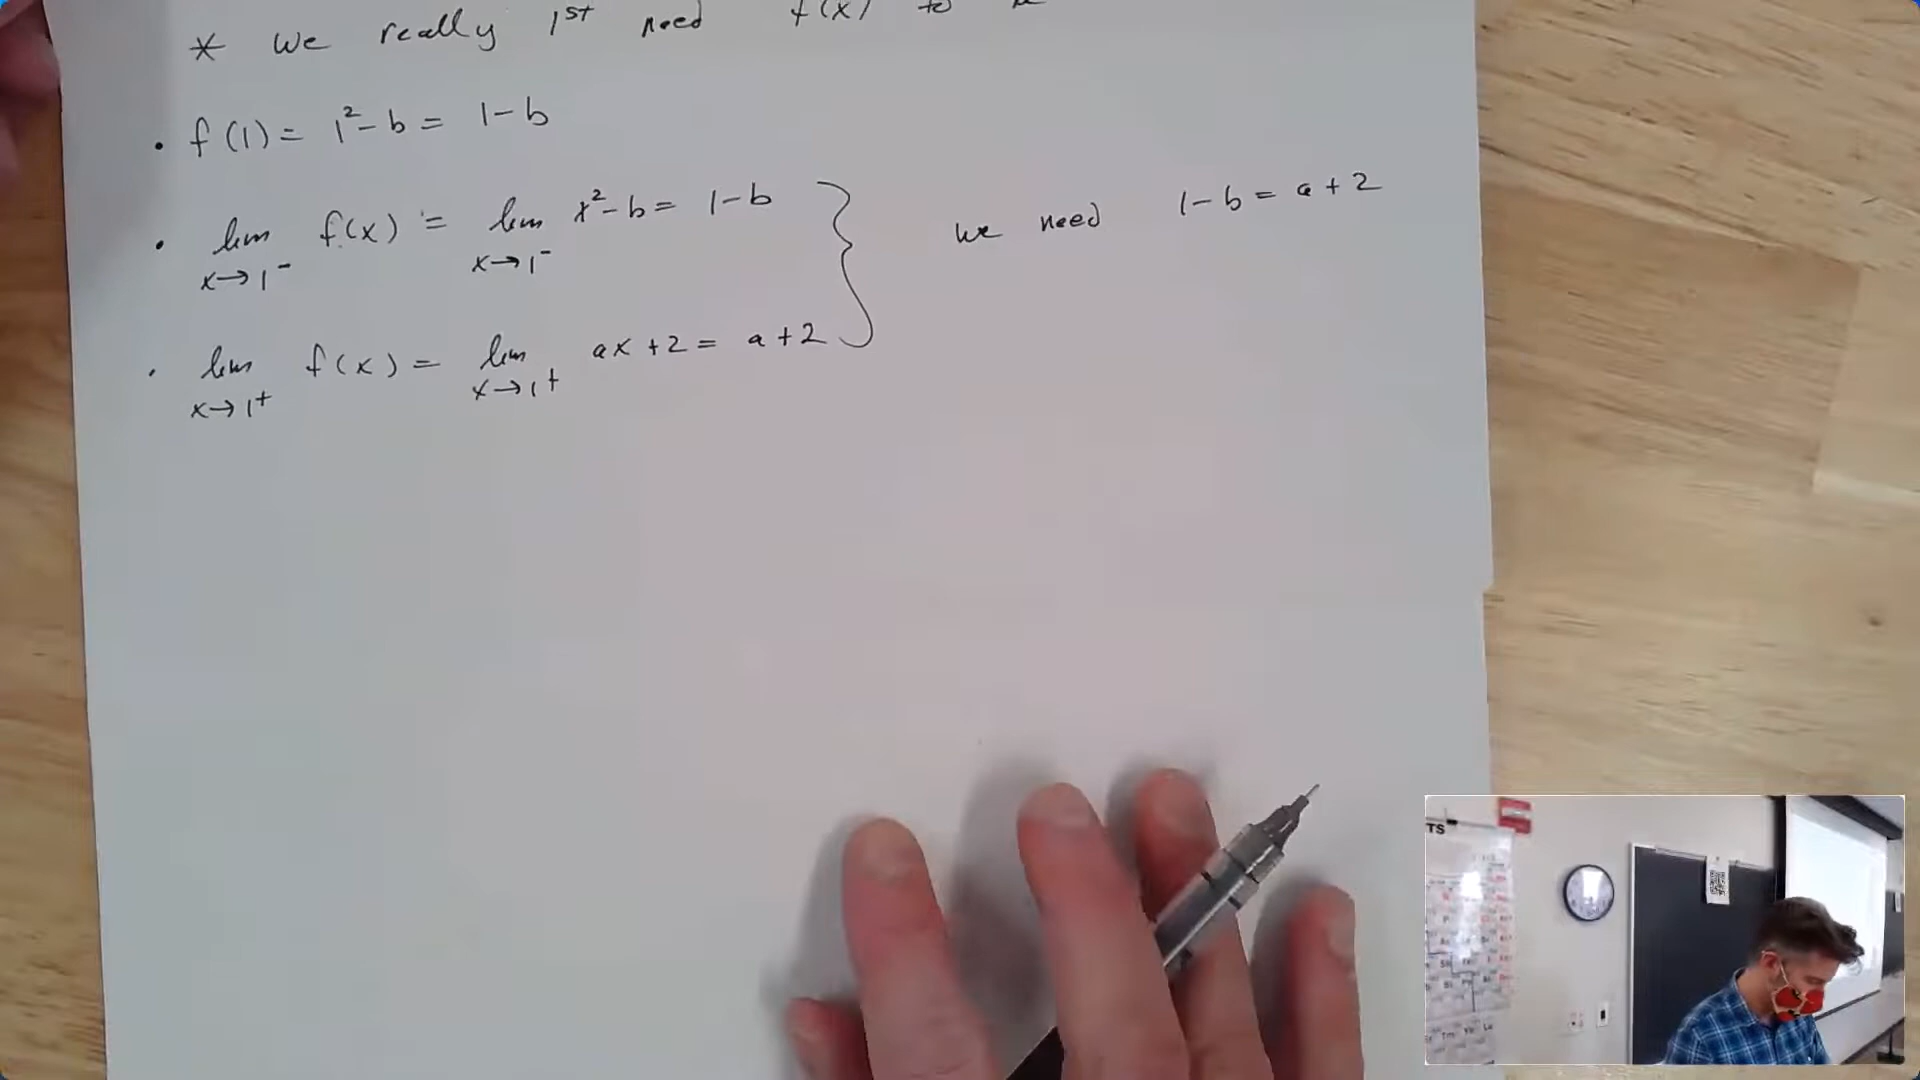 * we really 1st need f(x) to
• f(1) = 1² - b = 1 - b
• lim x→1⁻ f(x) = lim x→1⁻ x² - b = 1 - b
we need 1 - b = a + 2
• lim x→1⁺ f(x) = lim x→1⁺ ax + 2 = a + 2
TS